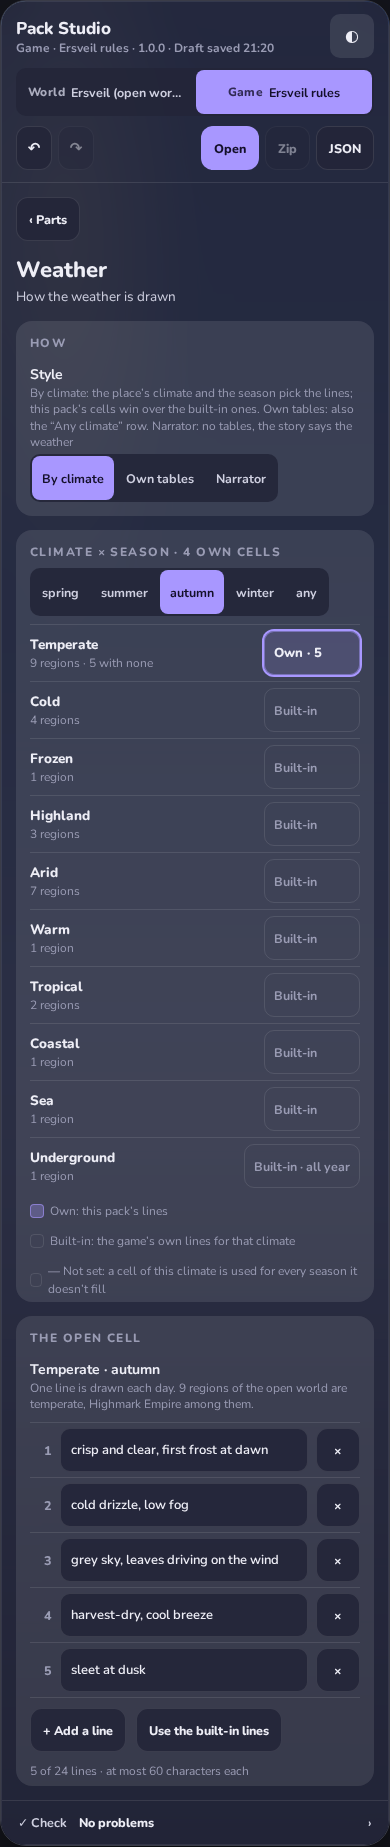 Pack Studio
Game · Ersveil rules · 1.0.0 · Draft saved 21:20
World Ersveil (open wor...
Game Ersveil rules
Open Zip JSON
‹ Parts
Weather
How the weather is drawn
HOW
Style
By climate: the place's climate and the season pick the lines;
this pack's cells win over the built-in ones. Own tables: also
the “Any climate” row. Narrator: no tables, the story says the
weather
By climate Own tables Narrator
CLIMATE × SEASON · 4 OWN CELLS
spring summer autumn winter any
Temperate
9 regions · 5 with none
Own · 5
Cold
4 regions
Built-in
Frozen
1 region
Built-in
Highland
3 regions
Built-in
Arid
7 regions
Built-in
Warm
1 region
Built-in
Tropical
2 regions
Built-in
Coastal
1 region
Built-in
Sea
1 region
Built-in
Underground
1 region
Built-in · all year
Own: this pack's lines
Built-in: the game's own lines for that climate
— Not set: a cell of this climate is used for every season it
doesn't fill
THE OPEN CELL
Temperate · autumn
One line is drawn each day. 9 regions of the open world are
temperate, Highmark Empire among them.
1 crisp and clear, first frost at dawn ×
2 cold drizzle, low fog ×
3 grey sky, leaves driving on the wind ×
4 harvest-dry, cool breeze ×
5 sleet at dusk ×
+ Add a line Use the built-in lines
5 of 24 lines · at most 60 characters each
✓ Check No problems ›